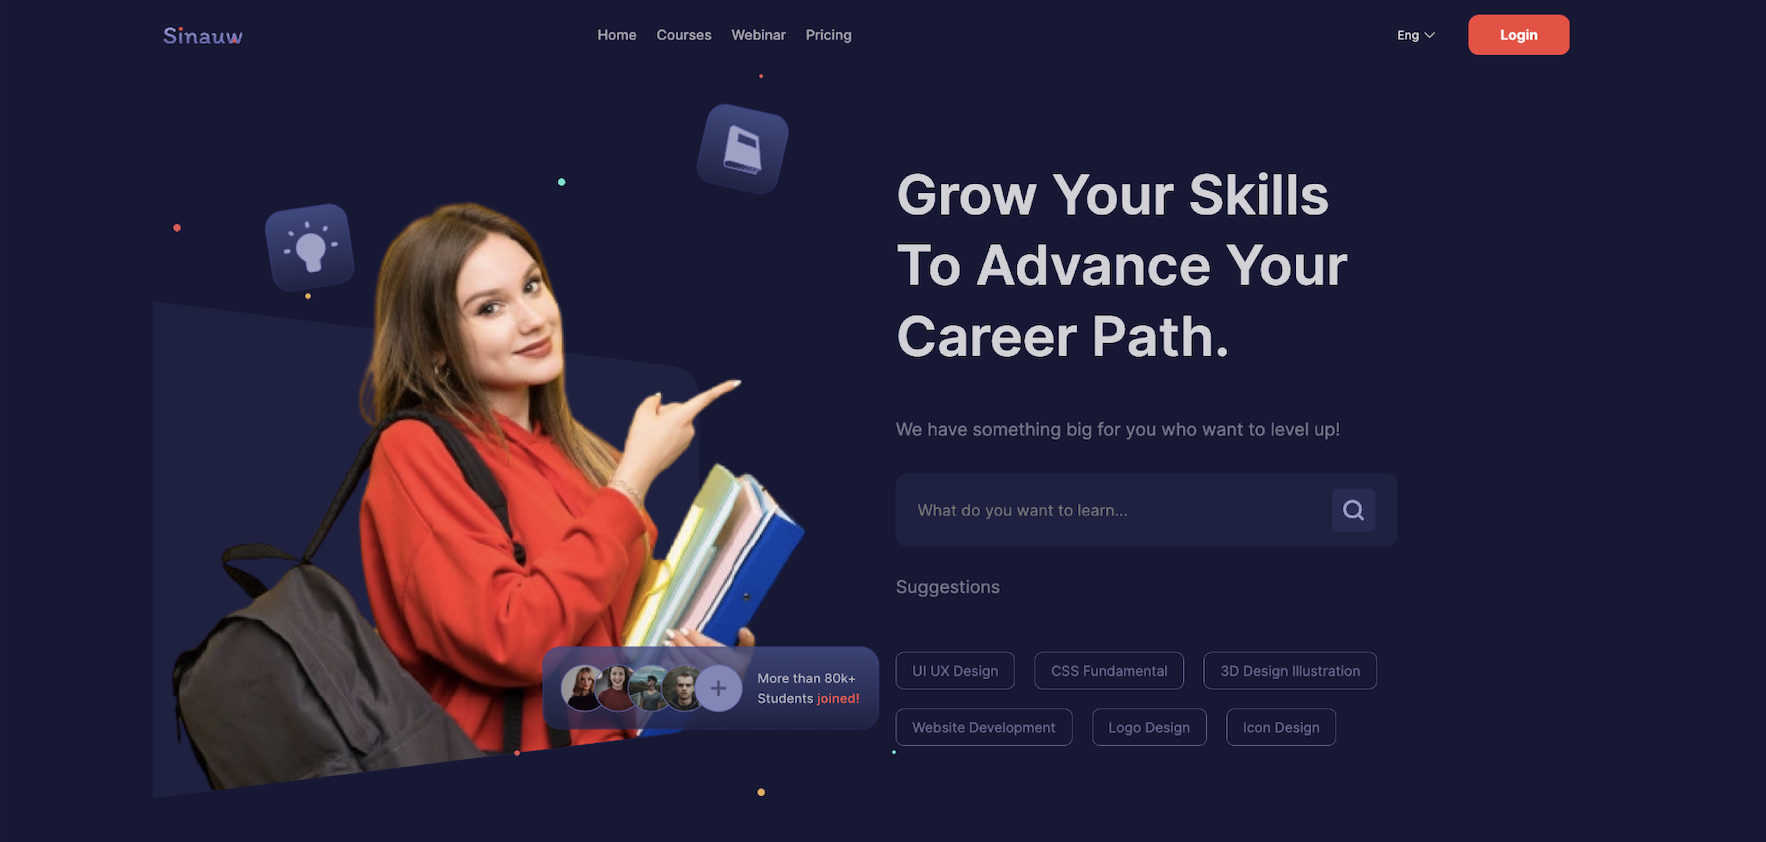 Sinauw
Home
Courses
Webinar
Pricing
Eng
Login
Grow Your Skills
To Advance Your
Career Path.
We have something big for you who want to level up!
What do you want to learn...
Suggestions
UI UX Design
CSS Fundamental
3D Design Illustration
Website Development
Logo Design
Icon Design
More than 80k+
Students joined!